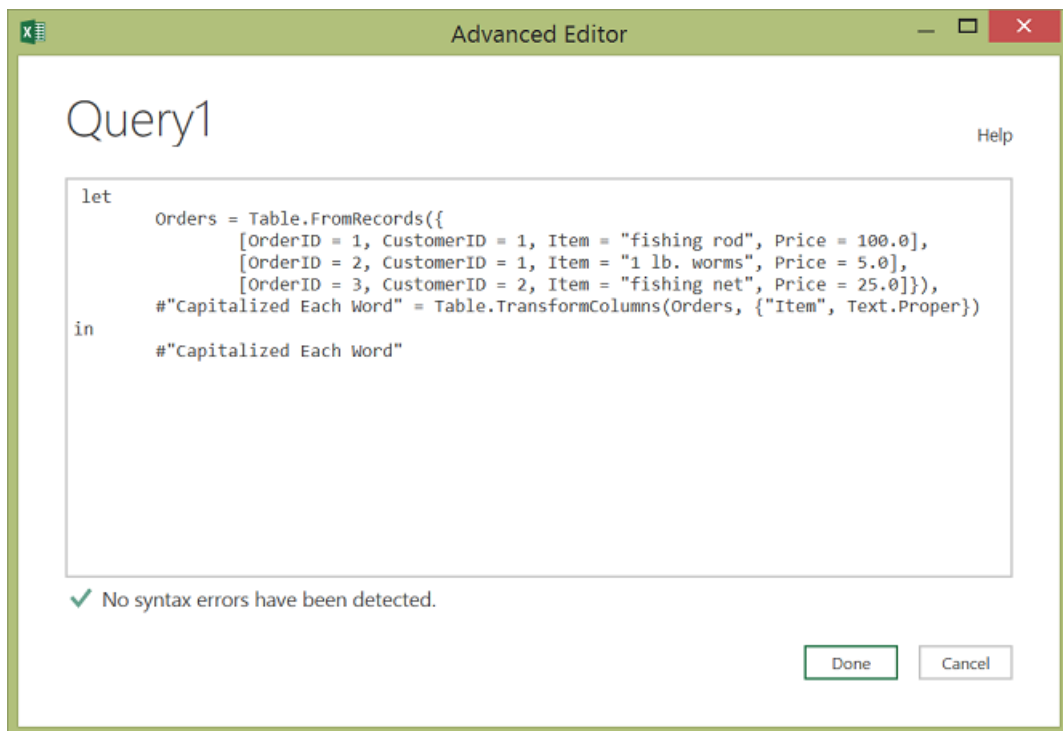 Advanced Editor
Query1
Help
let
Orders = Table.FromRecords({
[OrderID = 1, CustomerID = 1, Item = "fishing rod", Price = 100.0],
[OrderID = 2, CustomerID = 1, Item = "1 lb. worms", Price = 5.0],
[OrderID = 3, CustomerID = 2, Item = "fishing net", Price = 25.0]}),
#"Capitalized Each Word" = Table.TransformColumns(Orders, {"Item", Text.Proper})
in
#"Capitalized Each Word"
No syntax errors have been detected.
Done
Cancel